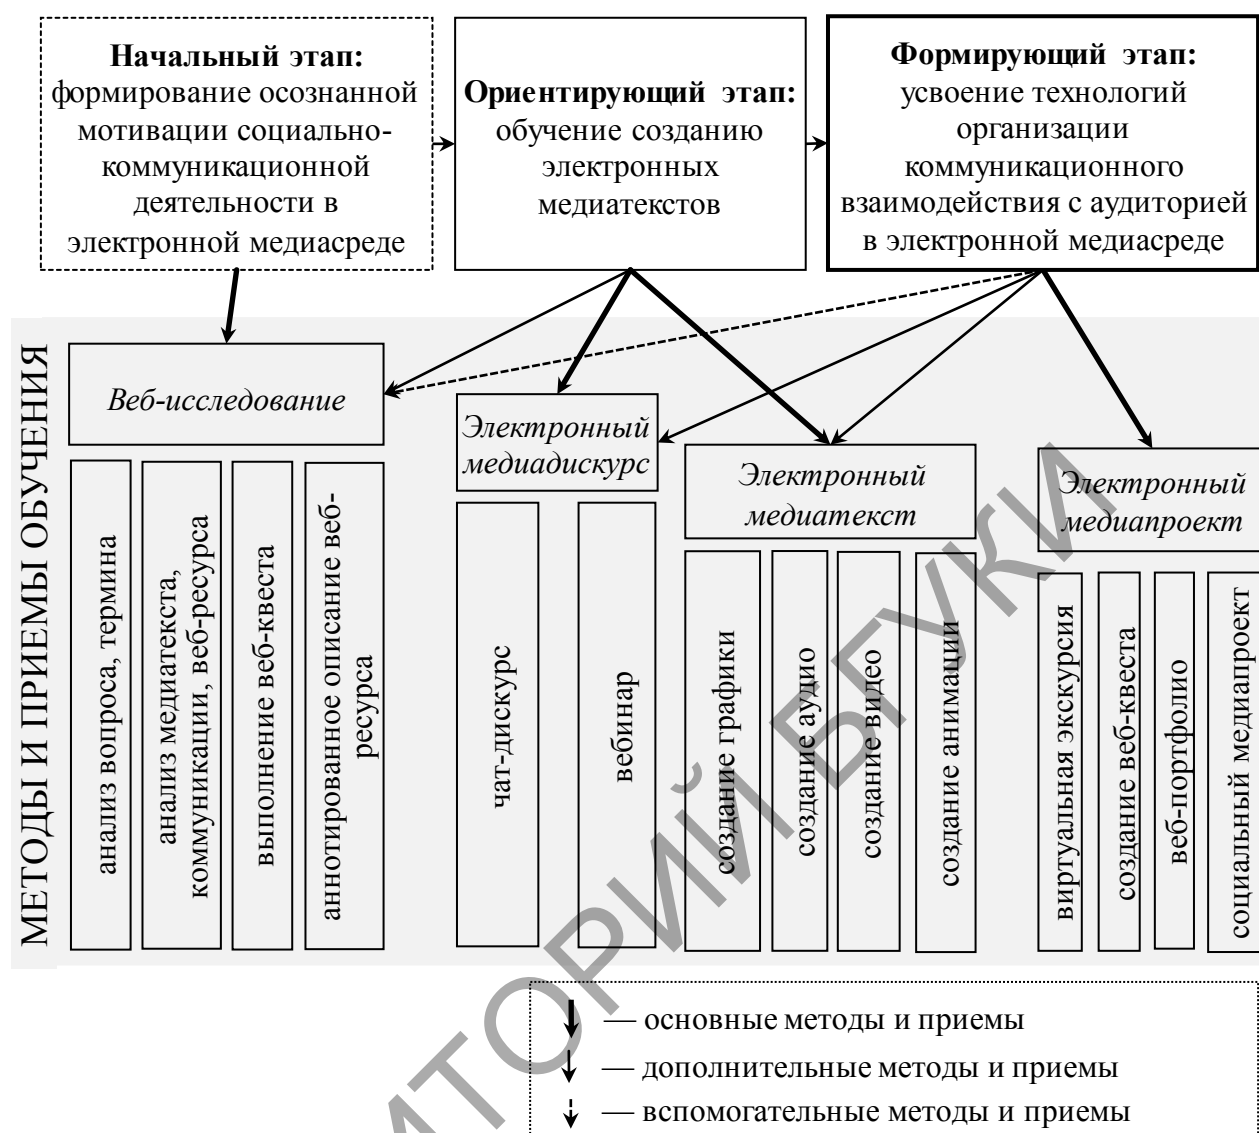 Начальный этап:
формирование осознанной
мотивации социально-
коммуникационной
деятельности в
электронной медиасреде
Ориентирующий этап:
обучение созданию
электронных
медиатекстов
Формирующий этап:
усвоение технологий
организации
коммуникационного
взаимодействия с аудиторией
в электронной медиасреде
МЕТОДЫ И ПРИЕМЫ ОБУЧЕНИЯ
Веб-исследование
анализ вопроса, термина
анализ медиатекста,
коммуникации, веб-ресурса
выполнение веб-квеста
аннотированное описание веб-
ресурса
Электронный
медиадискурс
чат-дискурс
вебинар
Электронный
медиатекст
создание графики
создание аудио
создание видео
создание анимации
Электронный
медиапроект
виртуальная экскурсия
создание веб-квеста
веб-портфолио
социальный медиапроект
— основные методы и приемы
— дополнительные методы и приемы
— вспомогательные методы и приемы
ИТОРИЙ БГУКИ